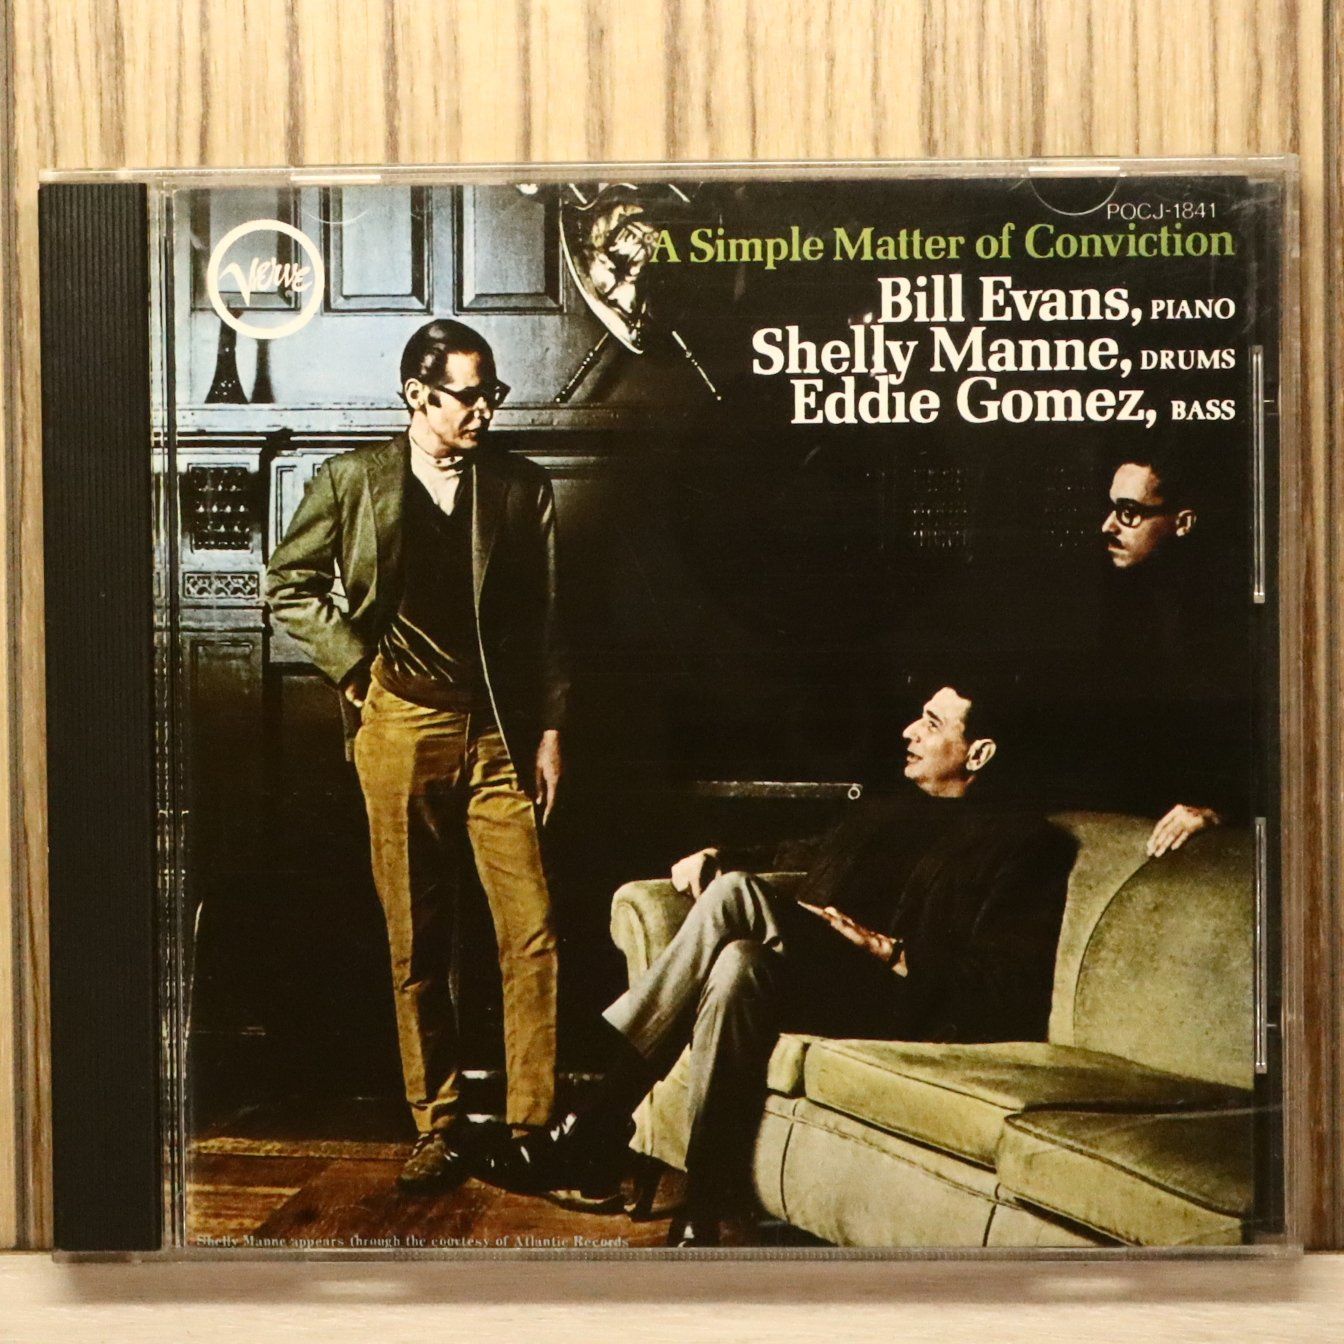 Verve
POCJ-1841
A Simple Matter of Conviction
Bill Evans, PIANO
Shelly Manne, DRUMS
Eddie Gomez, BASS
Shelly Manne appears through the courtesy of Atlantic Records